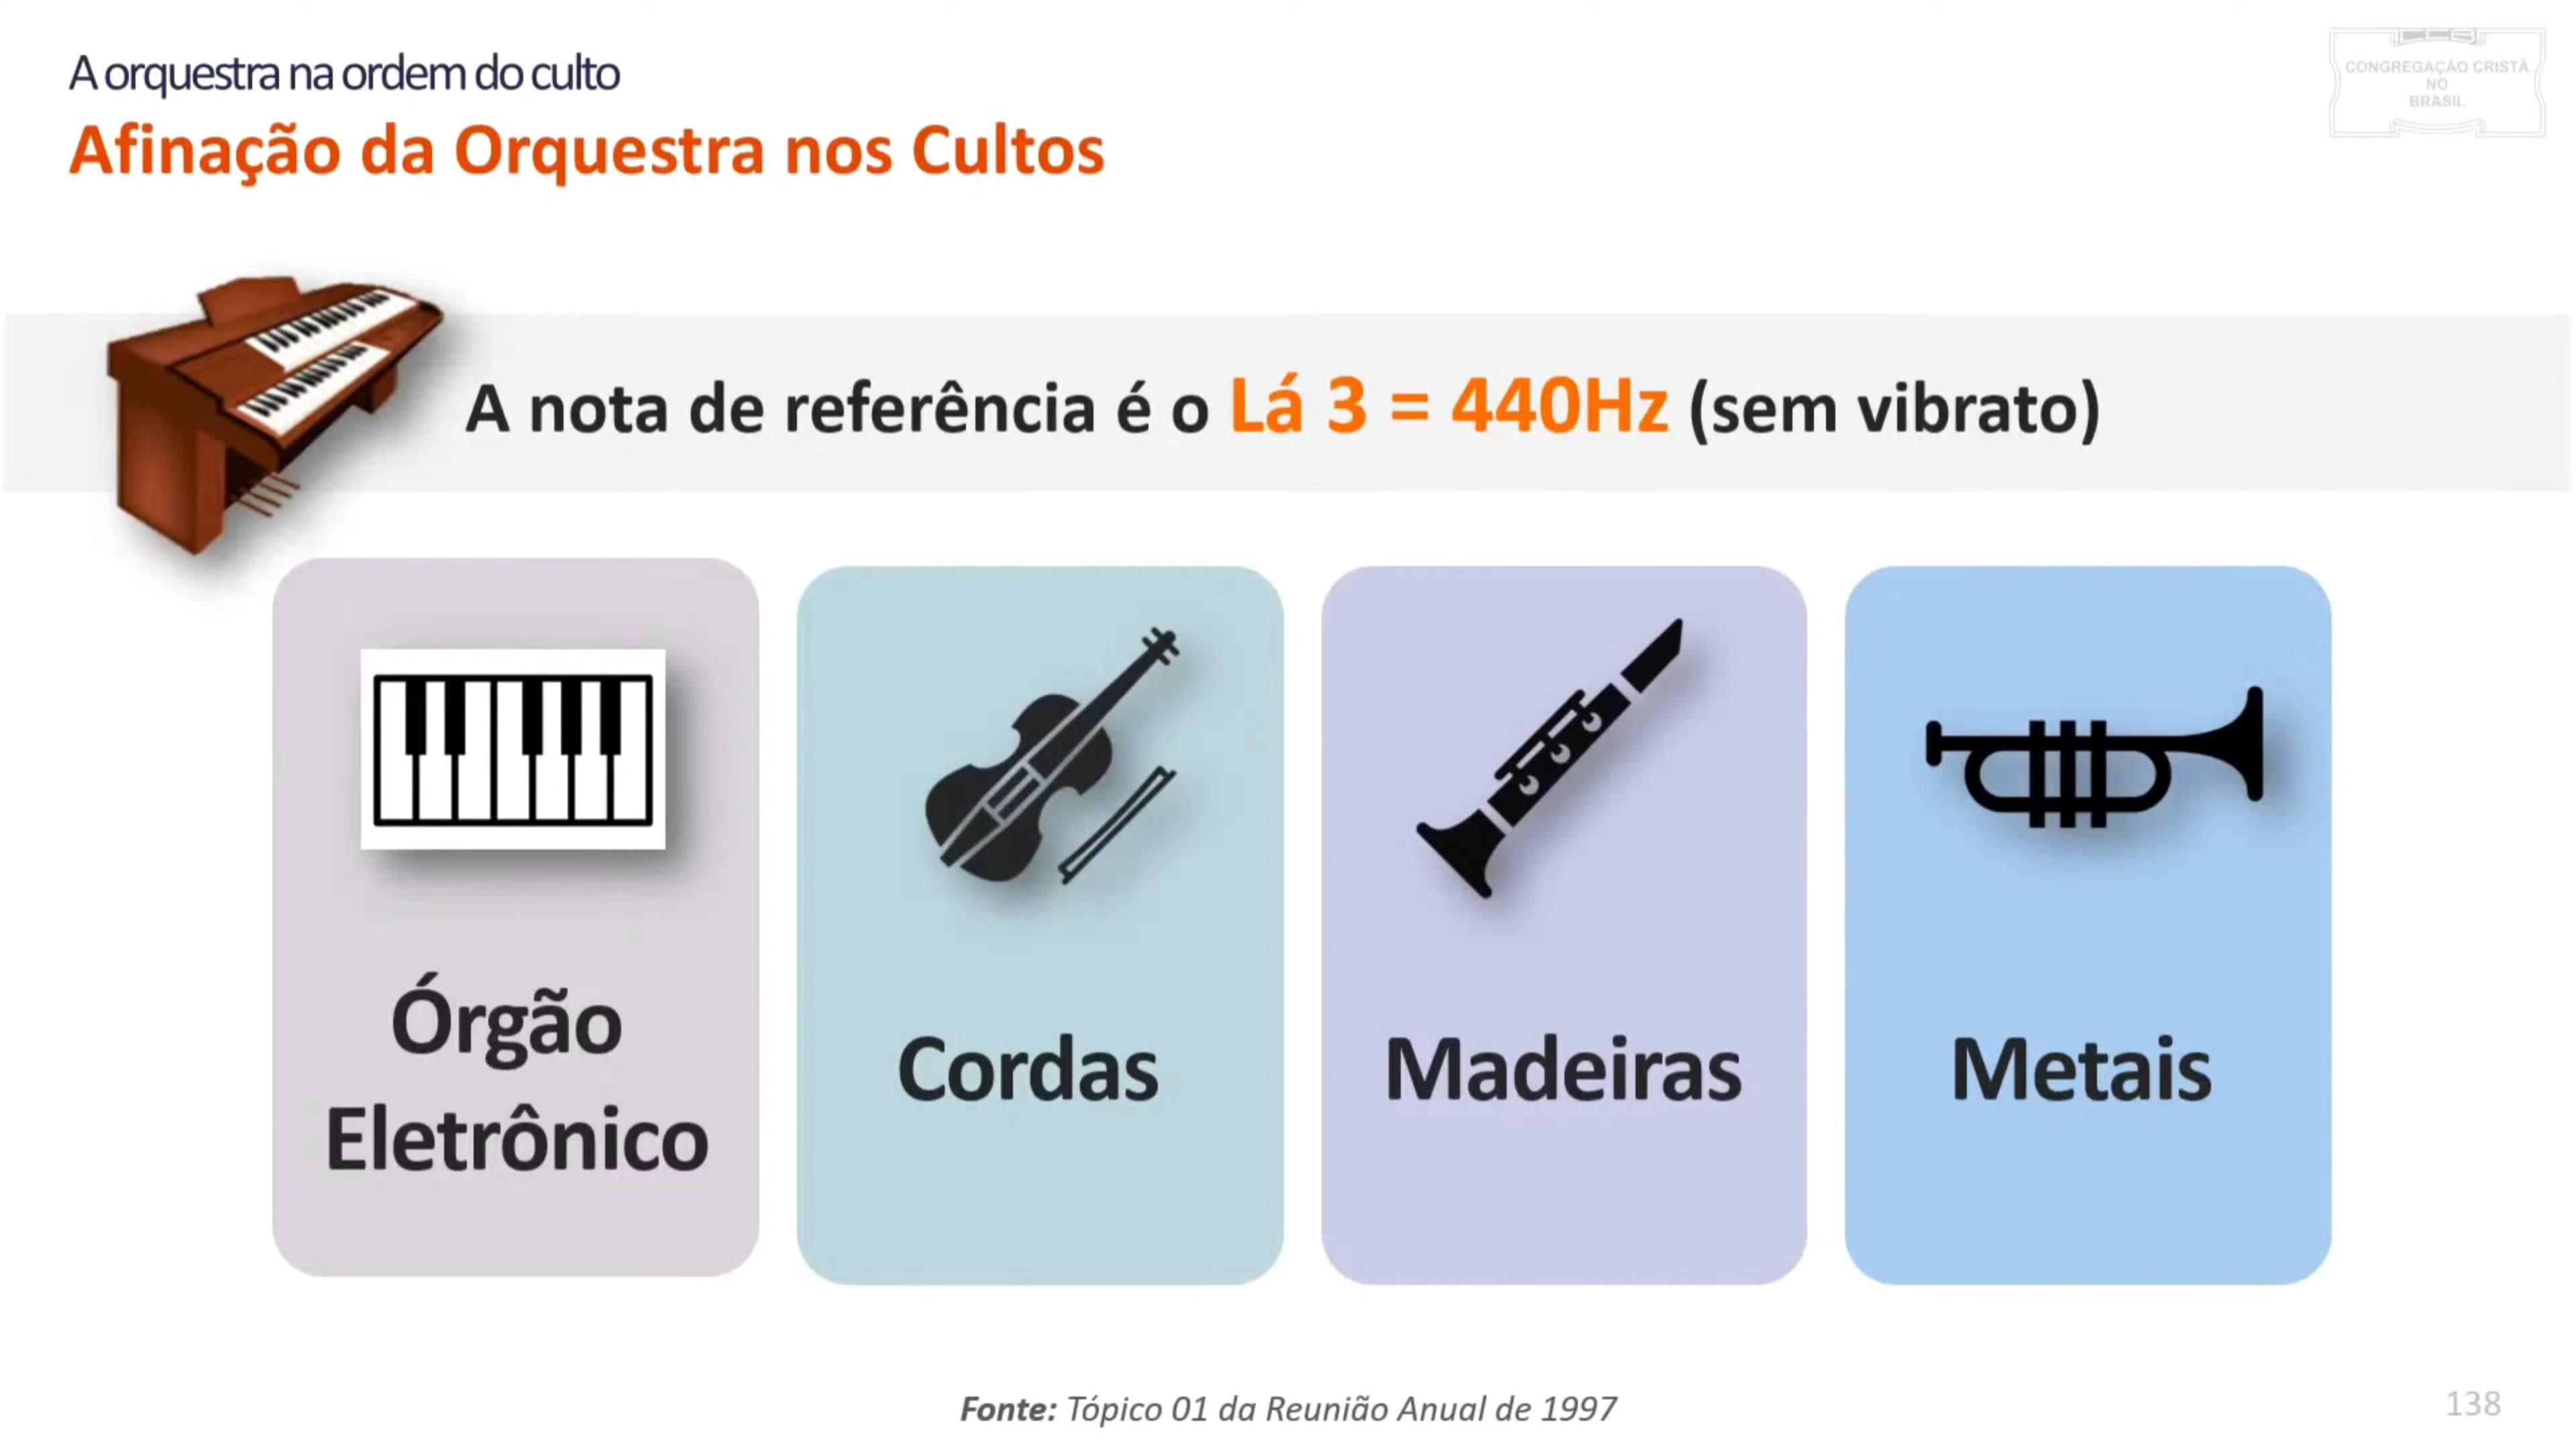 A orquestra na ordem do culto
CONGREGAÇÃO CRISTÃ
NO
BRASIL
Afinação da Orquestra nos Cultos
A nota de referência é o Lá 3 = 440Hz (sem vibrato)
Órgão
Eletrônico
Cordas
Madeiras
Metais
Fonte: Tópico 01 da Reunião Anual de 1997
138